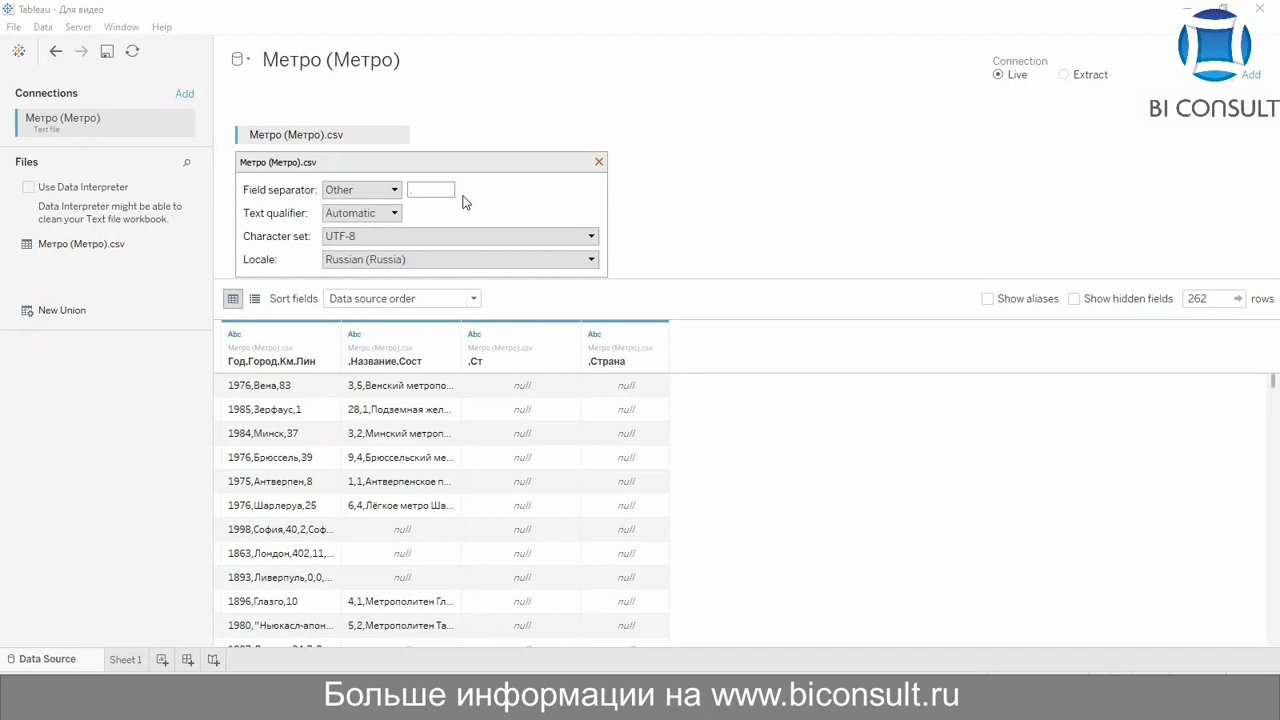 Tableau - Для видео
File Data Server Window Help
Метро (Метро)
Connection
Live Extract
Add
BI CONSULT
Connections Add
Метро (Метро)
Text file
Files
Use Data Interpreter
Data Interpreter might be able to
clean your Text file workbook.
Метро (Метро).csv
New Union
Метро (Метро).csv
Метро (Метро).csv
Field separator: Other .
Text qualifier: Automatic
Character set: UTF-8
Locale: Russian (Russia)
Sort fields Data source order Show aliases Show hidden fields 262 rows
Abc Abc Abc Abc
Метро (Метро).csv Метро (Метро).csv Метро (Метро).csv Метро (Метро).csv
Год,Город,Км,Лин ,Название,Сост ,Ст ,Страна
1976,Вена,83 3,5,Венский метропо... null null
1985,Зерфаус,1 28,1,Подземная жел... null null
1984,Минск,37 3,2,Минский метроп... null null
1976,Брюссель,39 9,4,Брюссельский ме... null null
1975,Антверпен,8 1,1,Антверпенское п... null null
1976,Шарлеруа,25 6,4,Лёгкое метро Ша... null null
1998,София,40,2,Соф... null null null
1863,Лондон,402,11,... null null null
1893,Ливерпуль,0,0,... null null null
1896,Глазго,10 4,1,Метрополитен Гл... null null
1980,"Ньюкасл-апон... 5,2,Метрополитен Та... null null
Data Source Sheet 1
Больше информации на www.biconsult.ru